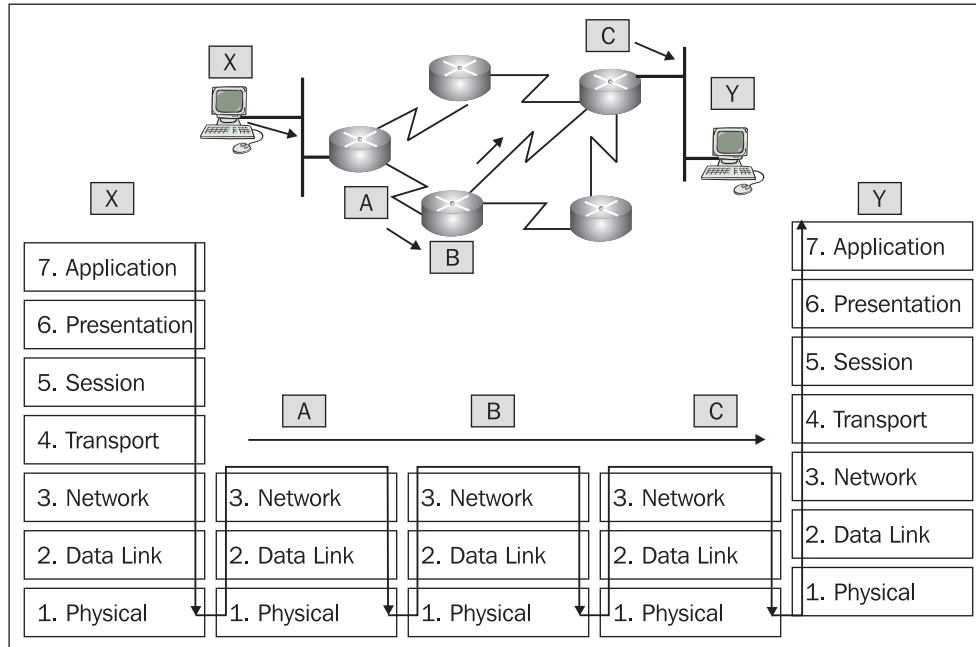 X
C
Y
A
B
X
Y
7. Application
6. Presentation
5. Session
4. Transport
3. Network
2. Data Link
1. Physical
A
B
C
3. Network
2. Data Link
1. Physical
3. Network
2. Data Link
1. Physical
3. Network
2. Data Link
1. Physical
7. Application
6. Presentation
5. Session
4. Transport
3. Network
2. Data Link
1. Physical